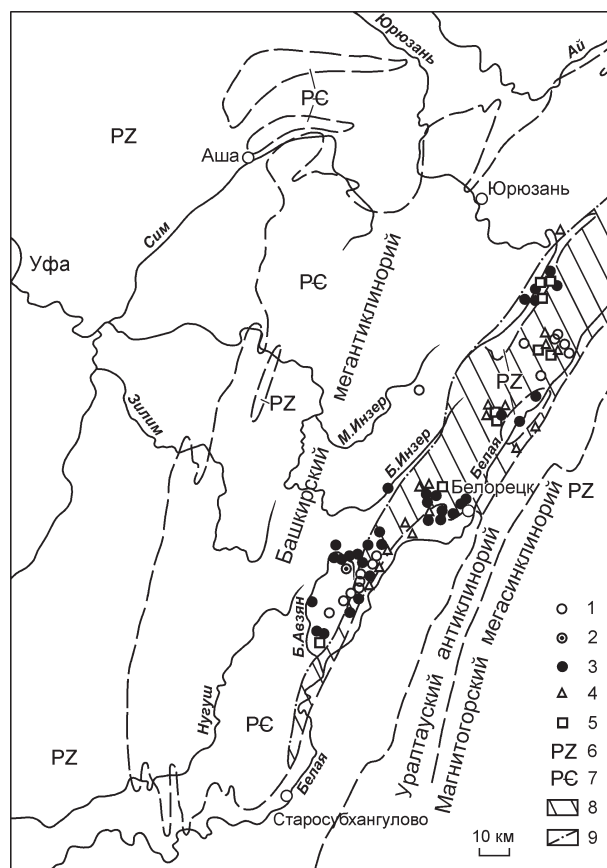 Юрюзань
Ай
PZ
PЄ
Аша
Юрюзань
Сим
Уфа
PЄ
мегантиклинорий
PZ
PZ
М.Инзер
Зилим
Б.Инзер
Белая
Башкирский
Белорецк
PZ
Б.Авзян
Уралтауский антиклинорий
Магнитогорский мегасинклинорий
Нугуш
PЄ
PZ
Белая
Старосубхангулово
1
2
3
4
5
PZ 6
PЄ 7
8
9
10 км